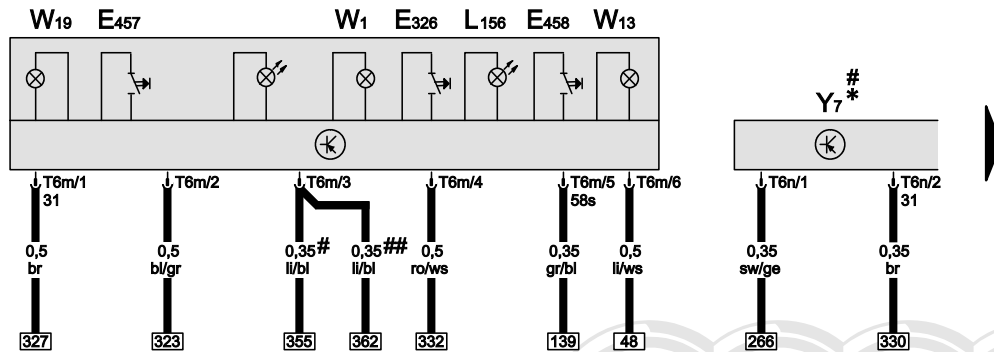 W19 E457 W1 E326 L156 E458 W13
#
Y7 *
T6m/1 T6m/2 T6m/3 T6m/4 T6m/5 T6m/6 T6n/1 T6n/2
31 58s 31
0,5 0,5 0,35# 0,35## 0,5 0,35 0,5 0,35 0,35
br bl/gr li/bl li/bl ro/ws gr/bl li/ws sw/ge br
327 323 355 362 332 139 48 266 330